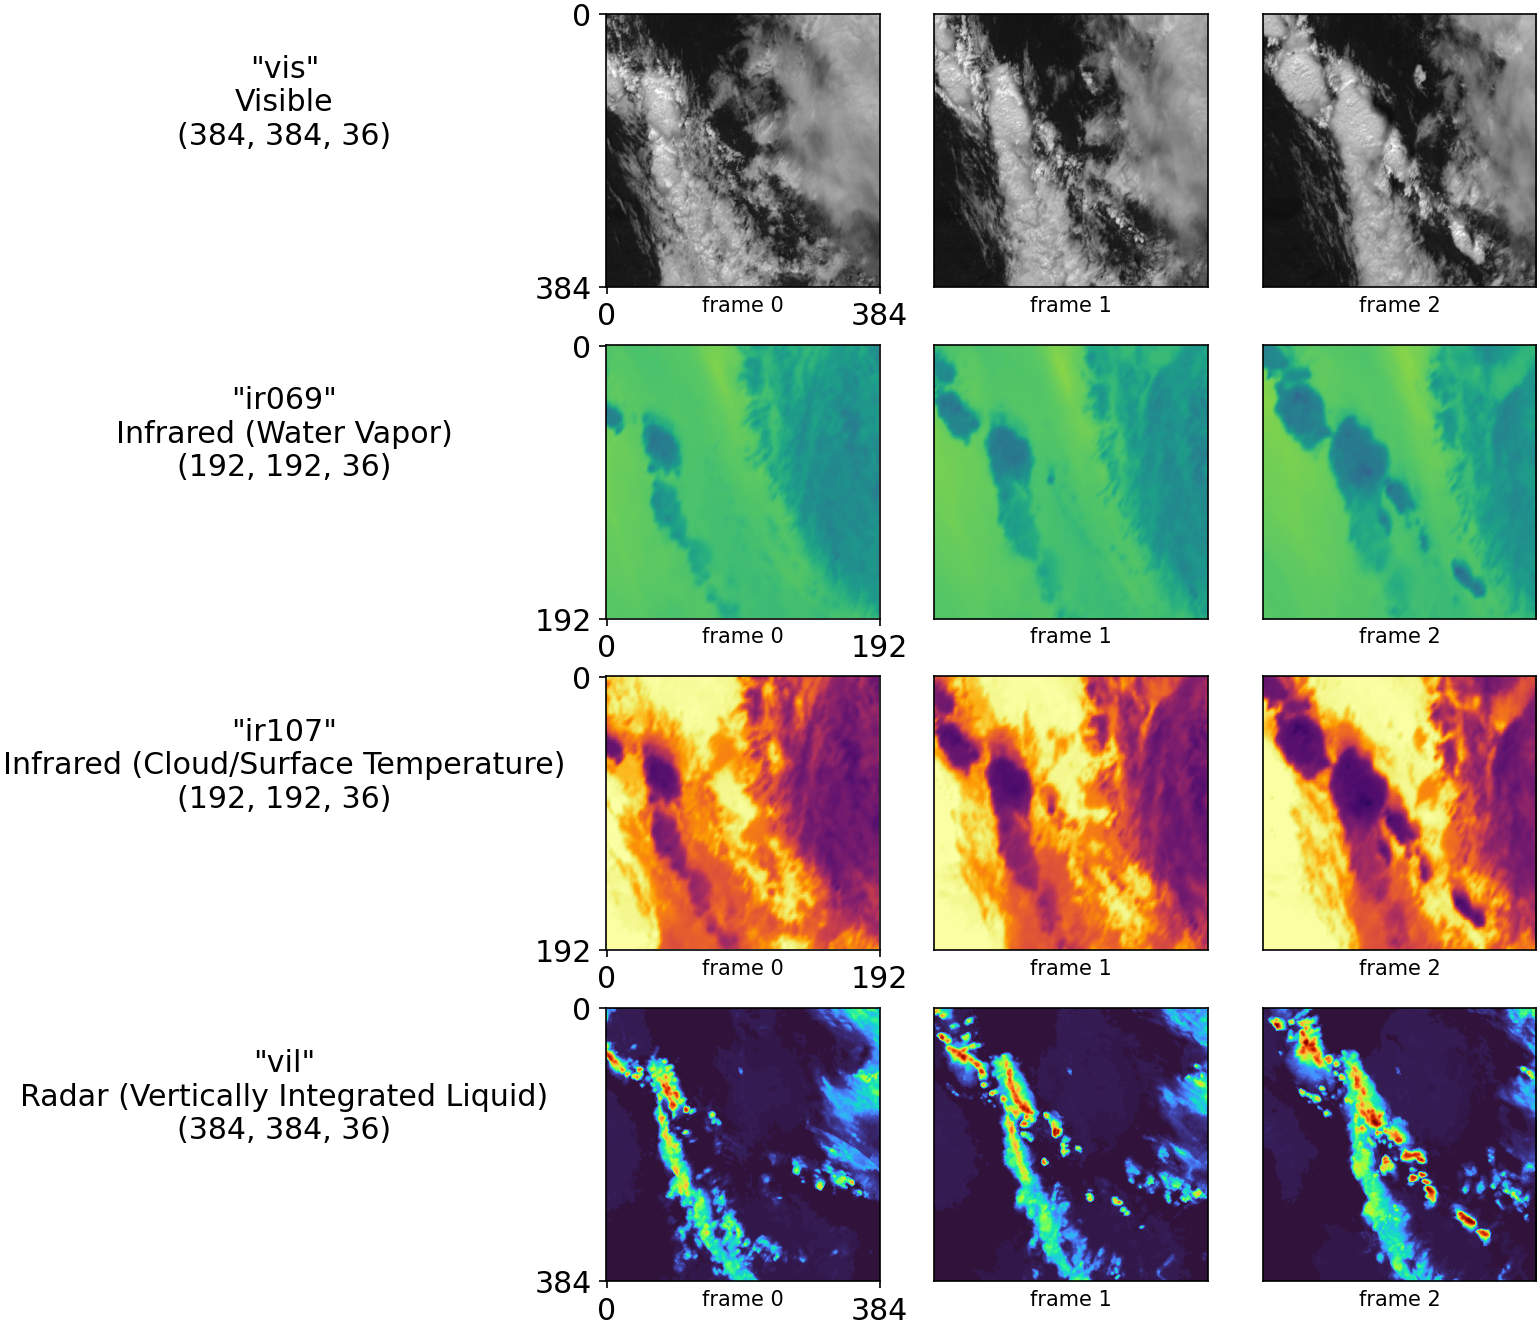 "vis"
Visible
(384, 384, 36)
0
384
0
384
frame 0
frame 1
frame 2
"ir069"
Infrared (Water Vapor)
(192, 192, 36)
0
192
0
192
frame 0
frame 1
frame 2
"ir107"
Infrared (Cloud/Surface Temperature)
(192, 192, 36)
0
192
0
192
frame 0
frame 1
frame 2
"vil"
Radar (Vertically Integrated Liquid)
(384, 384, 36)
0
384
0
384
frame 0
frame 1
frame 2